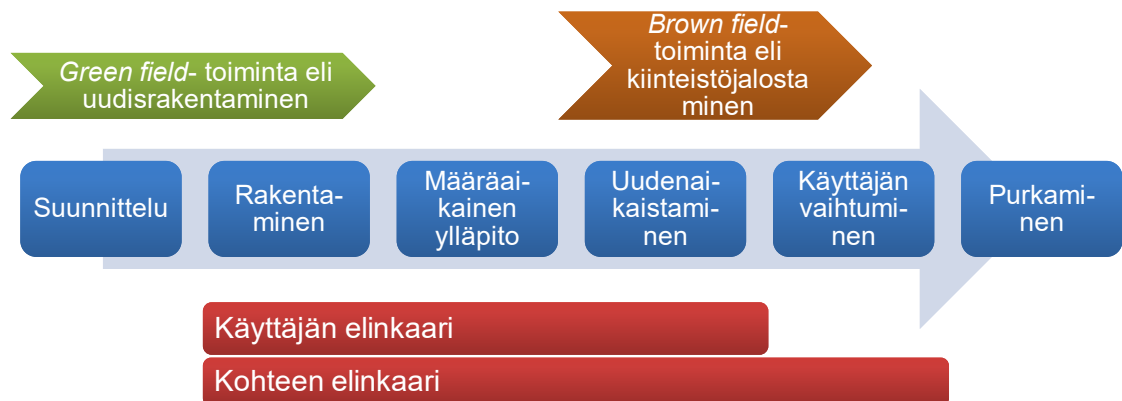 Green field- toiminta eli
uudisrakentaminen
Brown field-
toiminta eli
kiinteistöjalosta
minen
Suunnittelu
Rakenta-
minen
Määräai-
kainen
ylläpito
Uudenai-
kaistami-
nen
Käyttäjän
vaihtumi-
nen
Purkami-
nen
Käyttäjän elinkaari
Kohteen elinkaari